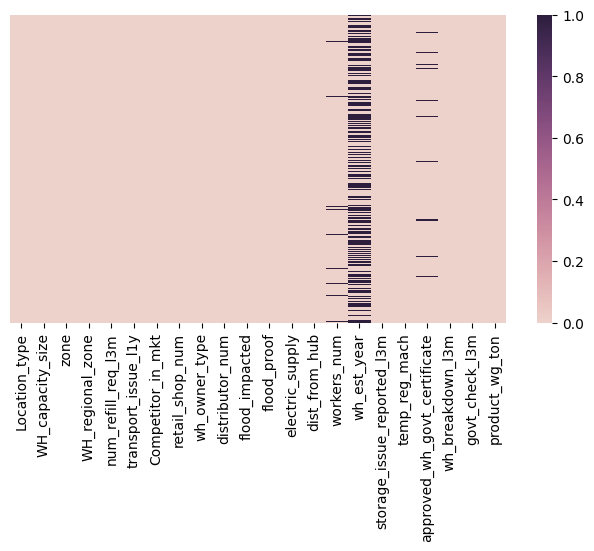 1.0
0.8
0.6
0.4
0.2
0.0
Location_type
WH_capacity_size
zone
WH_regional_zone
num_refill_req_l3m
transport_issue_l1y
Competitor_in_mkt
retail_shop_num
wh_owner_type
distributor_num
flood_impacted
flood_proof
electric_supply
dist_from_hub
workers_num
wh_est_year
storage_issue_reported_l3m
temp_reg_mach
approved_wh_govt_certificate
wh_breakdown_l3m
govt_check_l3m
product_wg_ton